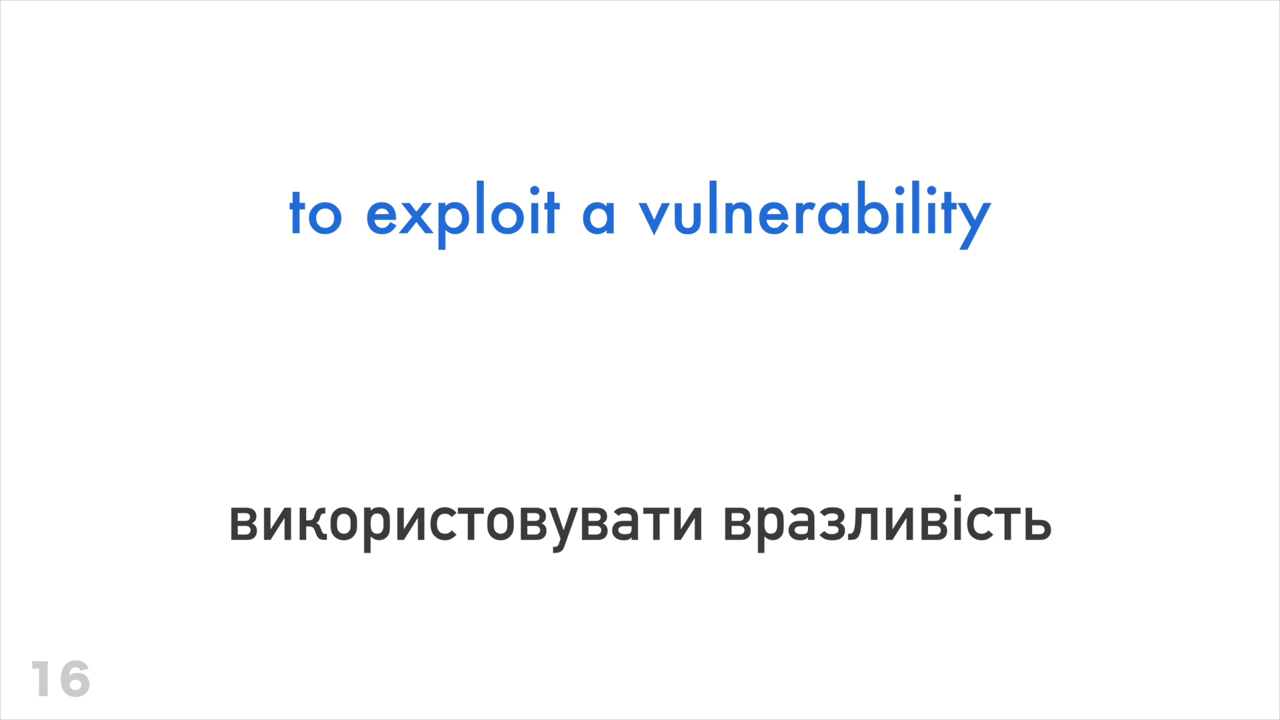 to exploit a vulnerability
використовувати вразливість
16